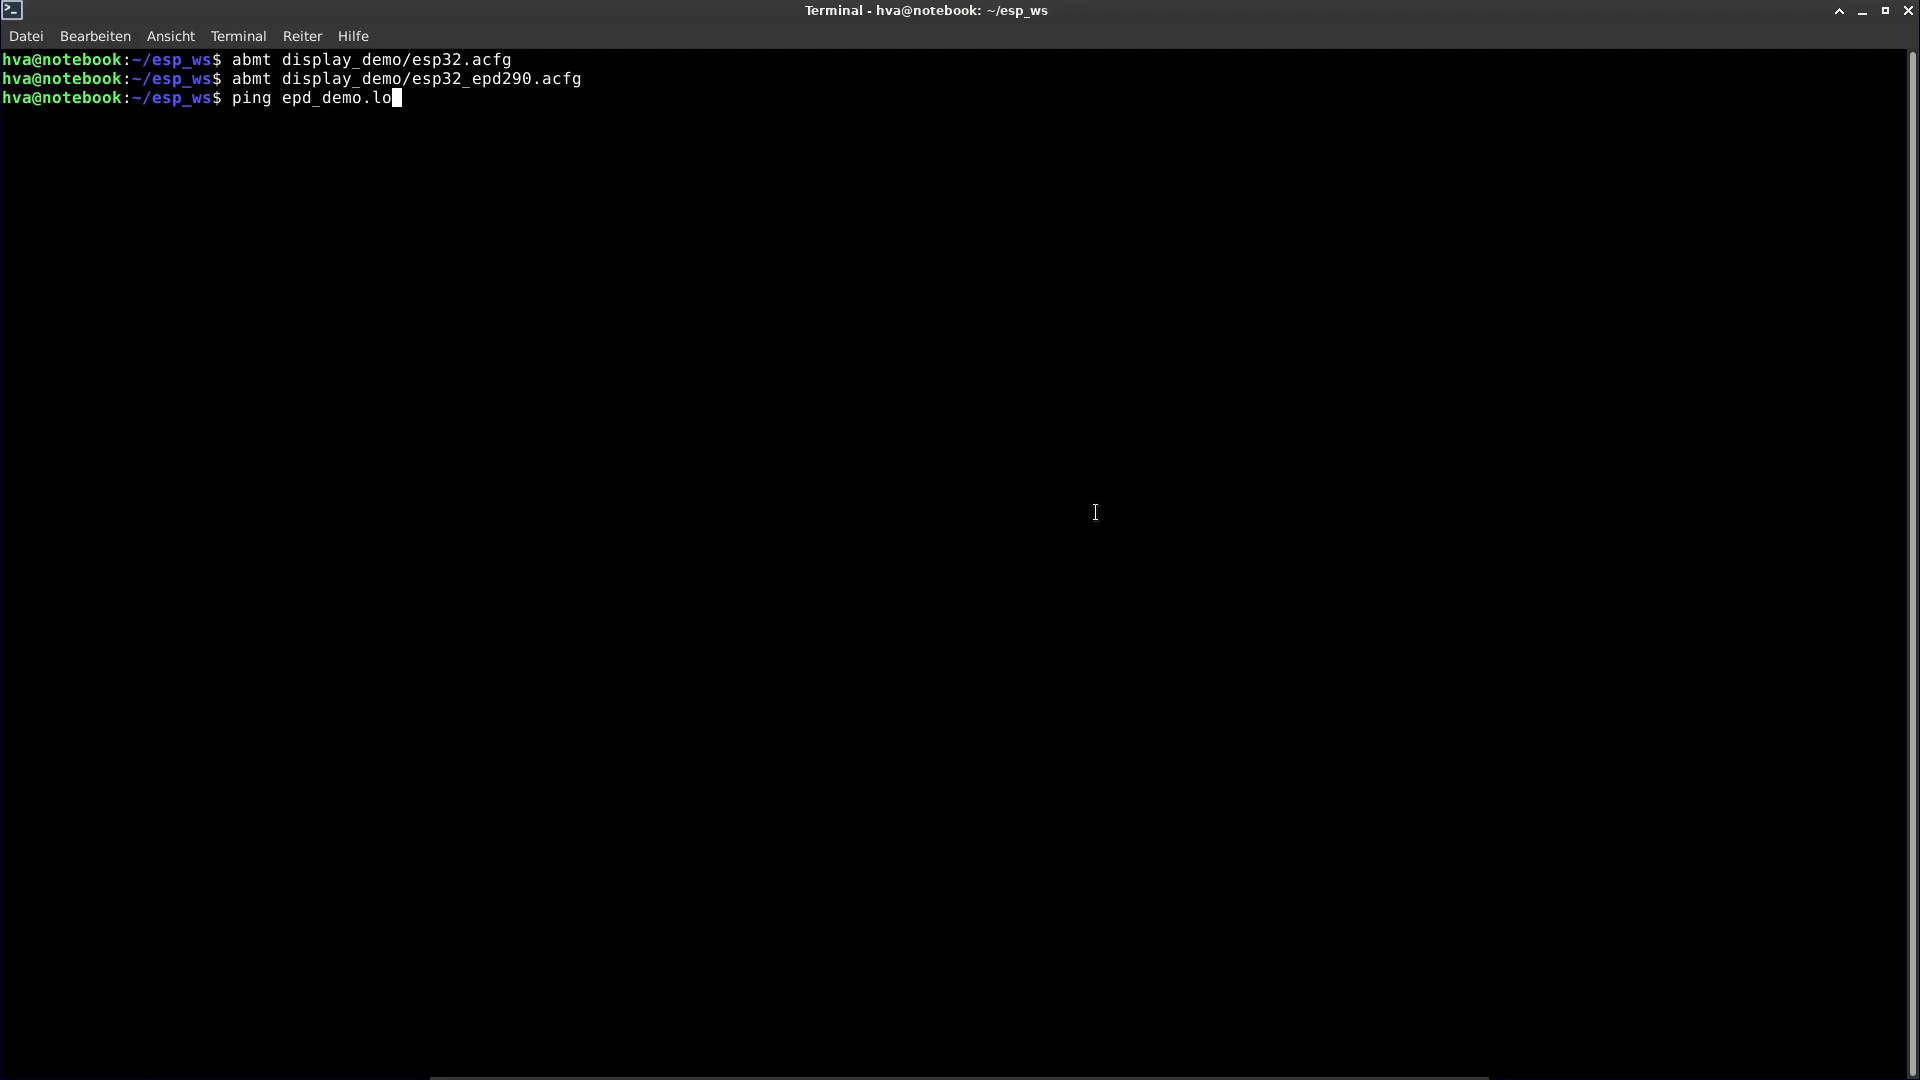 Terminal - hva@notebook: ~/esp_ws
Datei Bearbeiten Ansicht Terminal Reiter Hilfe
hva@notebook:~/esp_ws$ abmt display_demo/esp32.acfg
hva@notebook:~/esp_ws$ abmt display_demo/esp32_epd290.acfg
hva@notebook:~/esp_ws$ ping epd_demo.lo